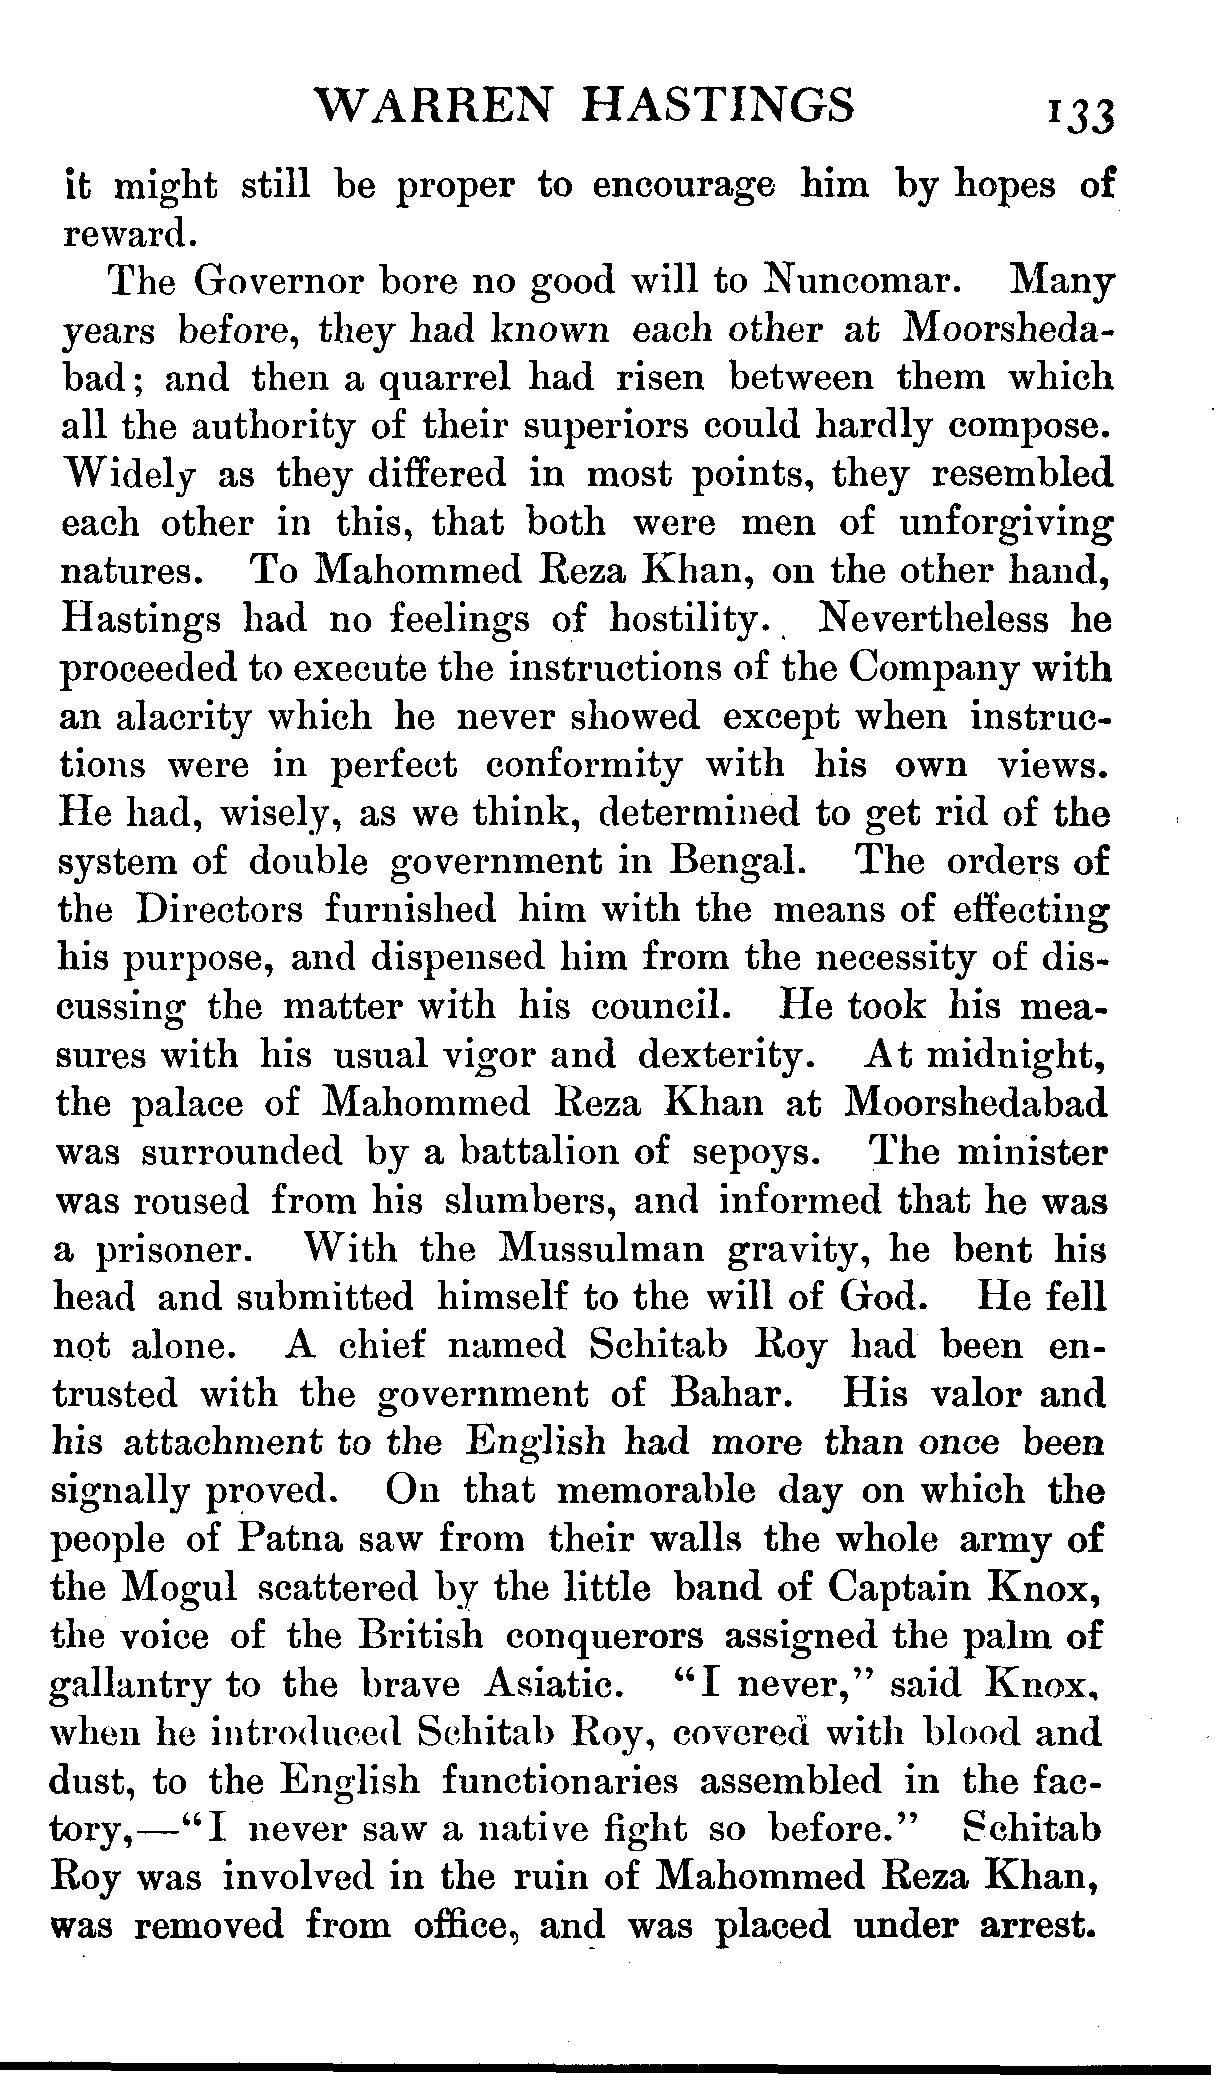 WARREN HASTINGS 133
it might still be proper to encourage him by hopes of
reward.
The Governor bore no good will to Nuncomar. Many
years before, they had known each other at Moorsheda-
bad; and then a quarrel had risen between them which
all the authority of their superiors could hardly compose.
Widely as they differed in most points, they resembled
each other in this, that both were men of unforgiving
natures. To Mahommed Reza Khan, on the other hand,
Hastings had no feelings of hostility. Nevertheless he
proceeded to execute the instructions of the Company with
an alacrity which he never showed except when instruc-
tions were in perfect conformity with his own views.
He had, wisely, as we think, determined to get rid of the
system of double government in Bengal. The orders of
the Directors furnished him with the means of effecting
his purpose, and dispensed him from the necessity of dis-
cussing the matter with his council. He took his mea-
sures with his usual vigor and dexterity. At midnight,
the palace of Mahommed Reza Khan at Moorshedabad
was surrounded by a battalion of sepoys. The minister
was roused from his slumbers, and informed that he was
a prisoner. With the Mussulman gravity, he bent his
head and submitted himself to the will of God. He fell
not alone. A chief named Schitab Roy had been en-
trusted with the government of Bahar. His valor and
his attachment to the English had more than once been
signally proved. On that memorable day on which the
people of Patna saw from their walls the whole army of
the Mogul scattered by the little band of Captain Knox,
the voice of the British conquerors assigned the palm of
gallantry to the brave Asiatic. “I never,” said Knox,
when he introduced Schitab Roy, covered with blood and
dust, to the English functionaries assembled in the fac-
tory,—“I never saw a native fight so before.” Schitab
Roy was involved in the ruin of Mahommed Reza Khan,
was removed from office, and was placed under arrest.